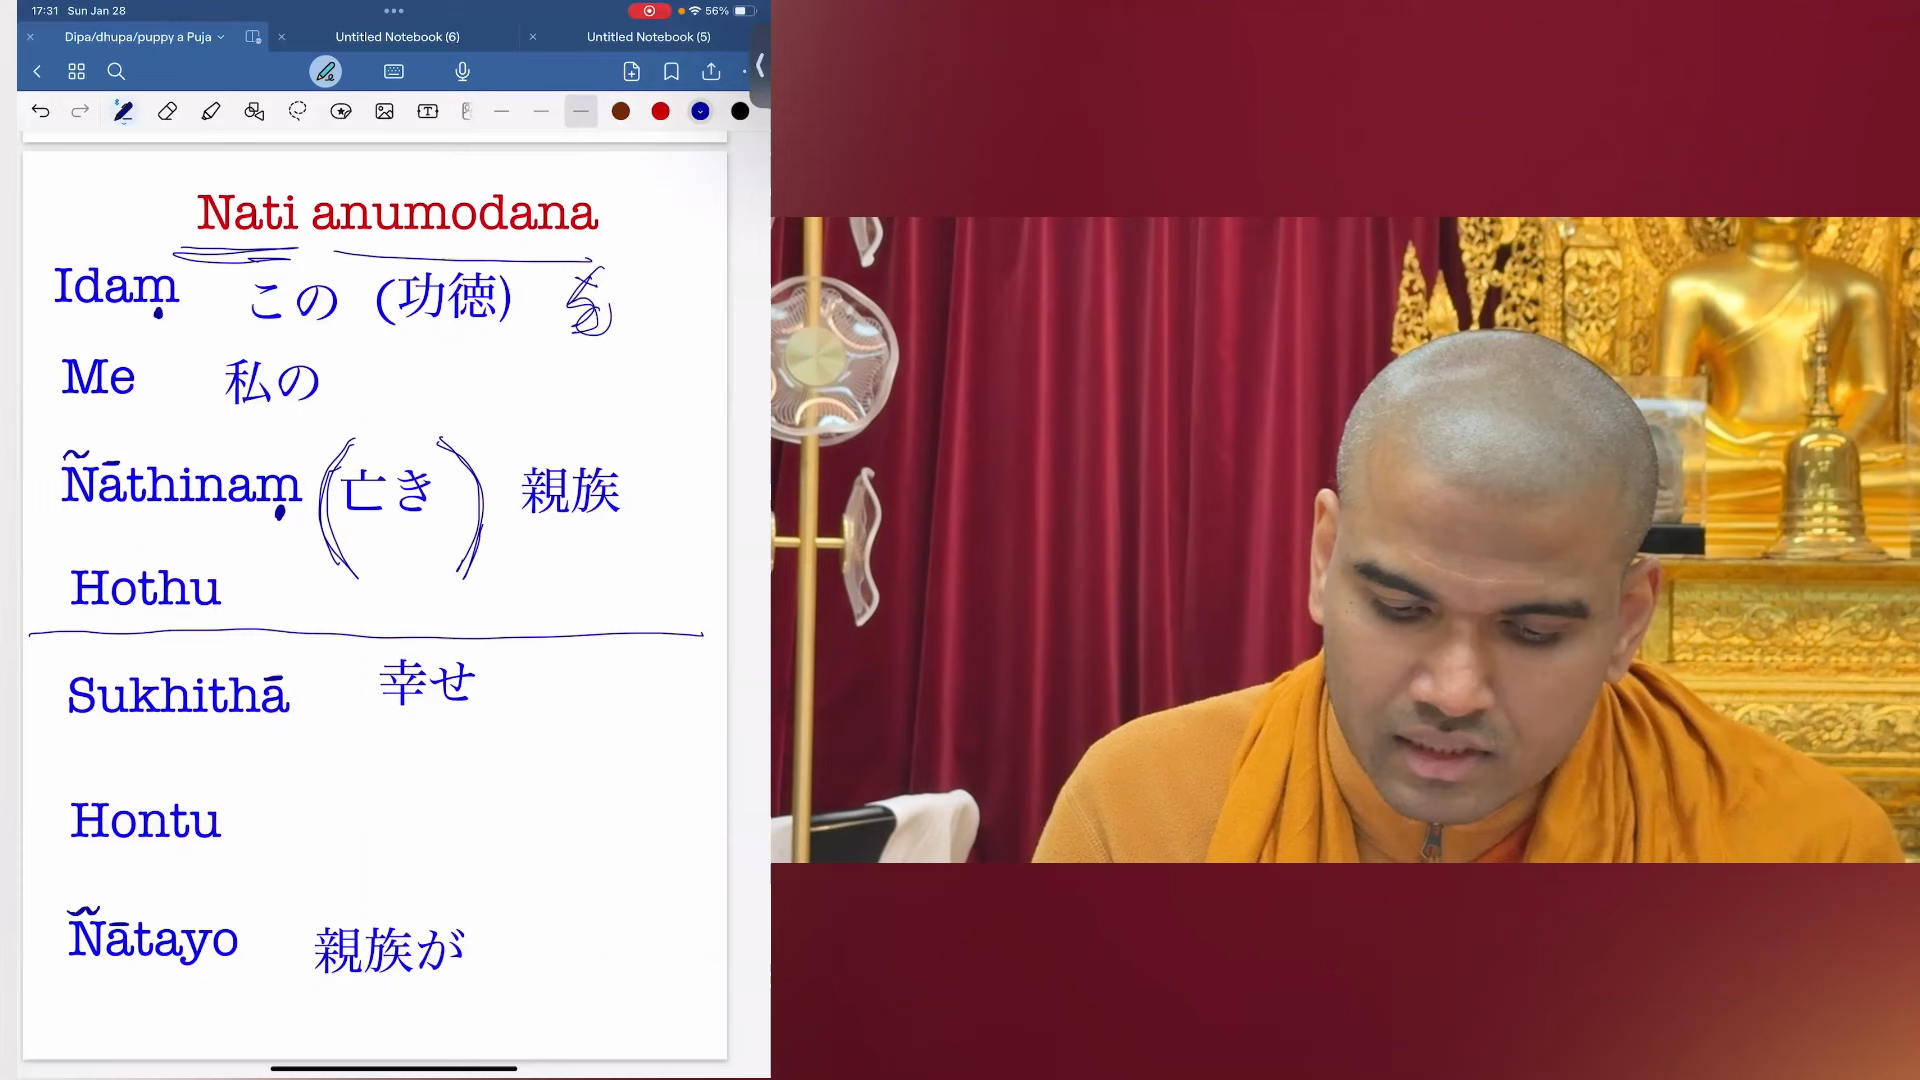 17:31 Sun Jan 28 56%
Dipa/dhupa/puppy a Puja Untitled Notebook (6) Untitled Notebook (5)
Nati anumodana
Idaṃ この (功徳) を
Me 私の
Ñāthinaṃ (亡き) 親族
Hothu
Sukhithā 幸せ
Hontu
Ñātayo 親族が